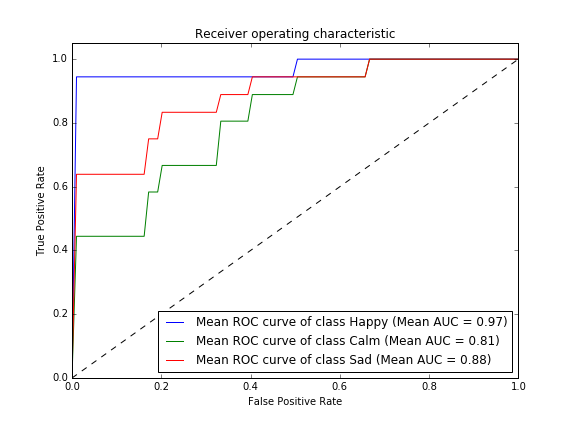 Receiver operating characteristic
True Positive Rate
1.0
0.8
0.6
0.4
0.2
0.0
Mean ROC curve of class Happy (Mean AUC = 0.97)
Mean ROC curve of class Calm (Mean AUC = 0.81)
Mean ROC curve of class Sad (Mean AUC = 0.88)
0.0 0.2 0.4 0.6 0.8 1.0
False Positive Rate